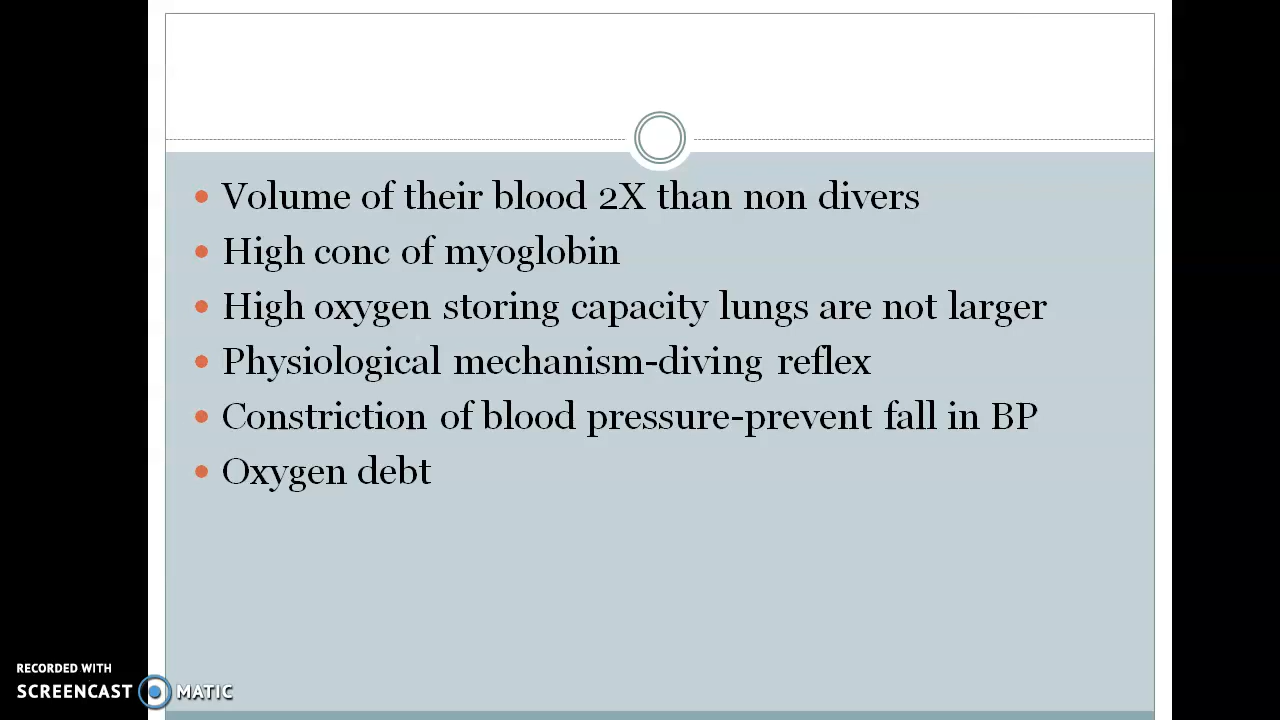 Volume of their blood 2X than non divers
High conc of myoglobin
High oxygen storing capacity lungs are not larger
Physiological mechanism-diving reflex
Constriction of blood pressure-prevent fall in BP
Oxygen debt
RECORDED WITH
SCREENCAST MATIC